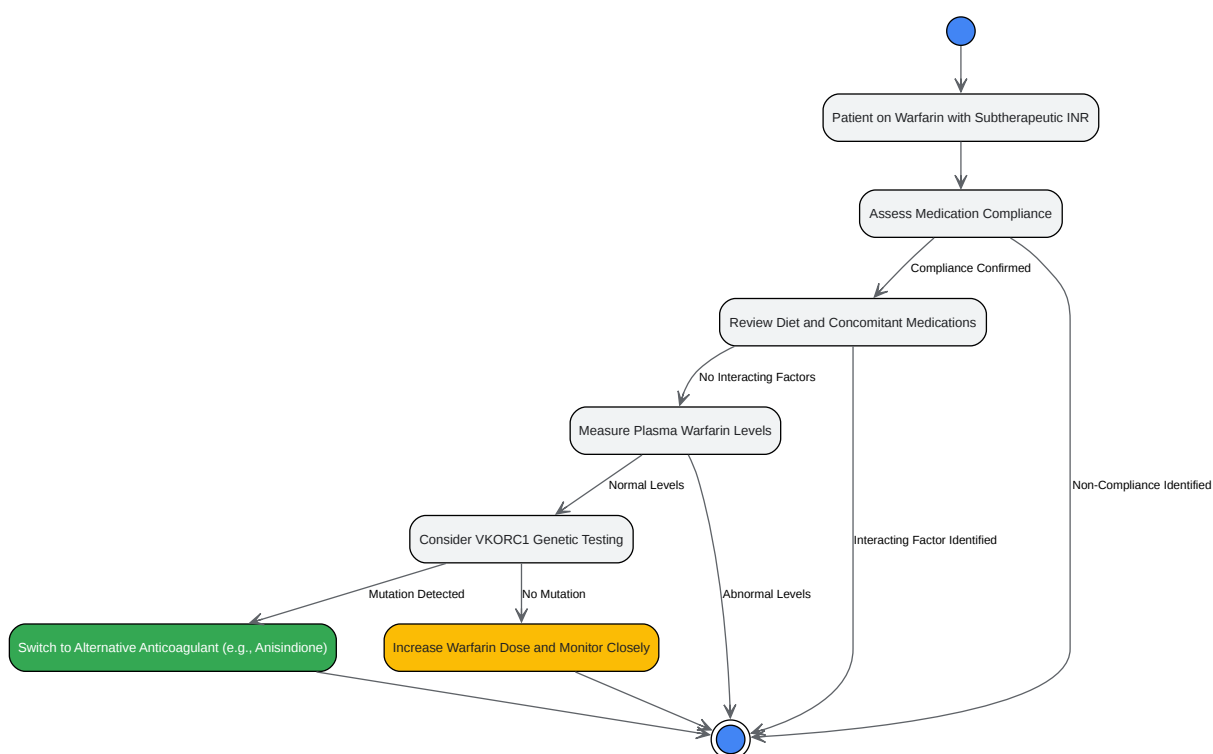 Patient on Warfarin with Subtherapeutic INR
Assess Medication Compliance
Compliance Confirmed
Review Diet and Concomitant Medications
No Interacting Factors
Measure Plasma Warfarin Levels
Normal Levels
Non-Compliance Identified
Consider VKORC1 Genetic Testing
Interacting Factor Identified
Mutation Detected
No Mutation
Abnormal Levels
Switch to Alternative Anticoagulant (e.g., Anisindione)
Increase Warfarin Dose and Monitor Closely